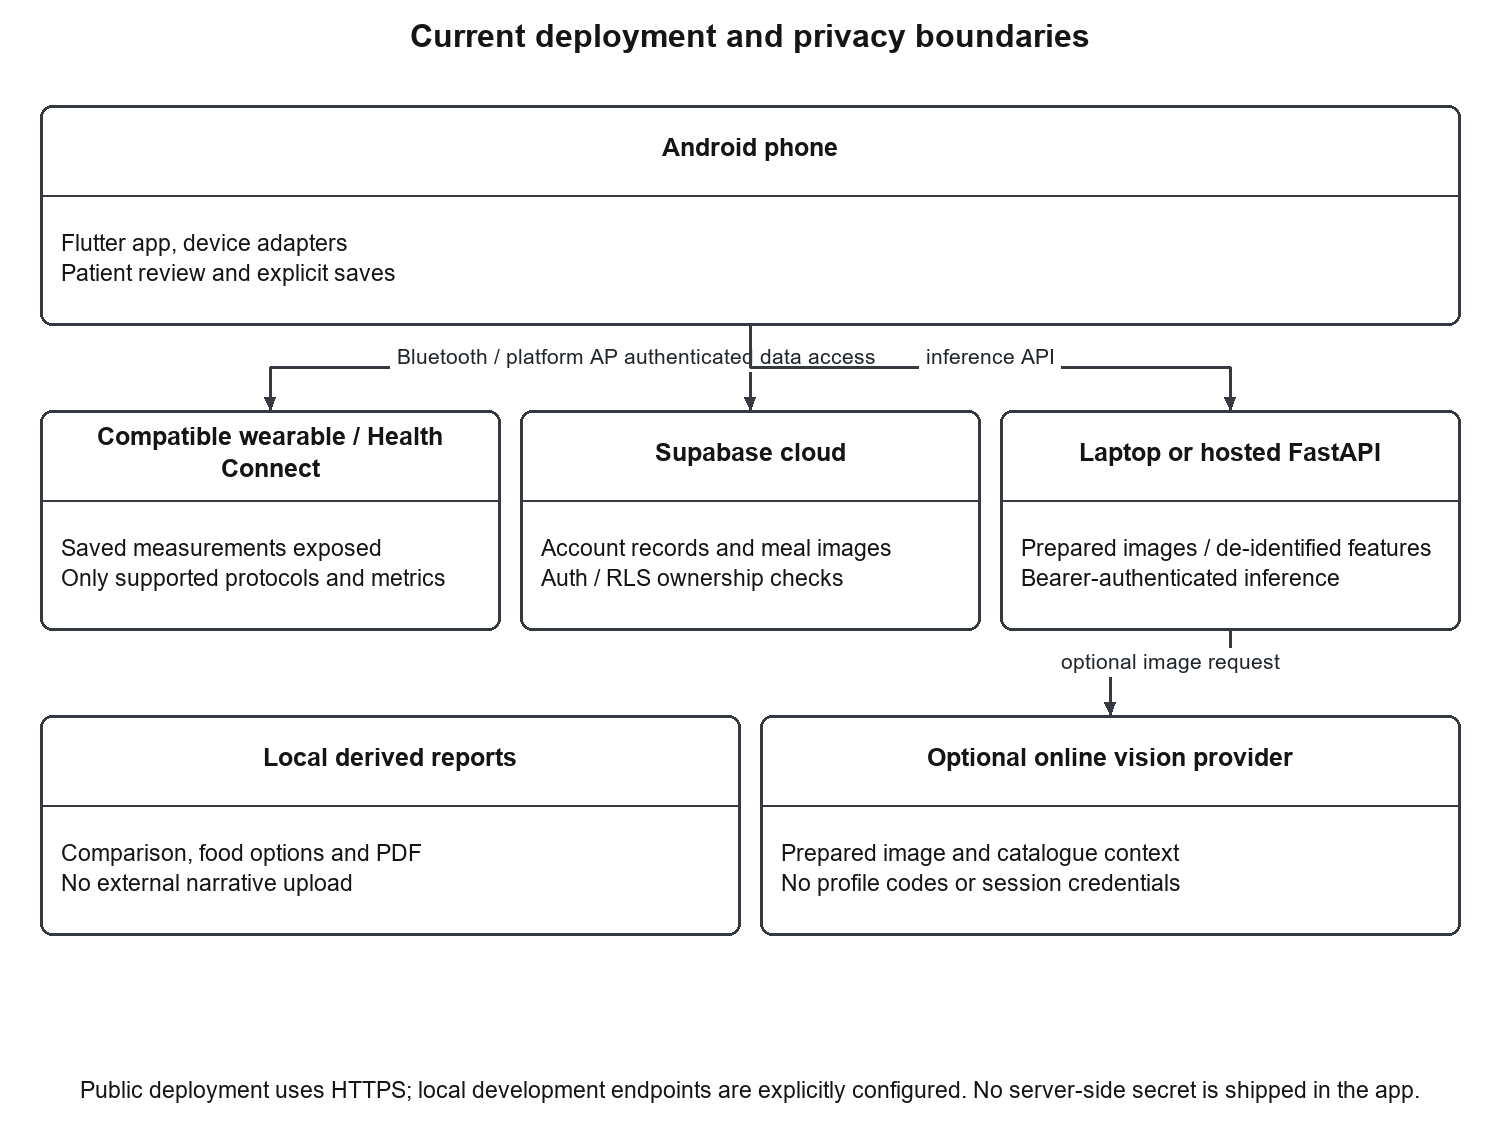 Current deployment and privacy boundaries
Android phone
Flutter app, device adapters
Patient review and explicit saves
Bluetooth / platform AP authenticated data access
inference API
Compatible wearable / Health
Connect
Saved measurements exposed
Only supported protocols and metrics
Supabase cloud
Account records and meal images
Auth / RLS ownership checks
Laptop or hosted FastAPI
Prepared images / de-identified features
Bearer-authenticated inference
optional image request
Local derived reports
Comparison, food options and PDF
No external narrative upload
Optional online vision provider
Prepared image and catalogue context
No profile codes or session credentials
Public deployment uses HTTPS; local development endpoints are explicitly configured. No server-side secret is shipped in the app.